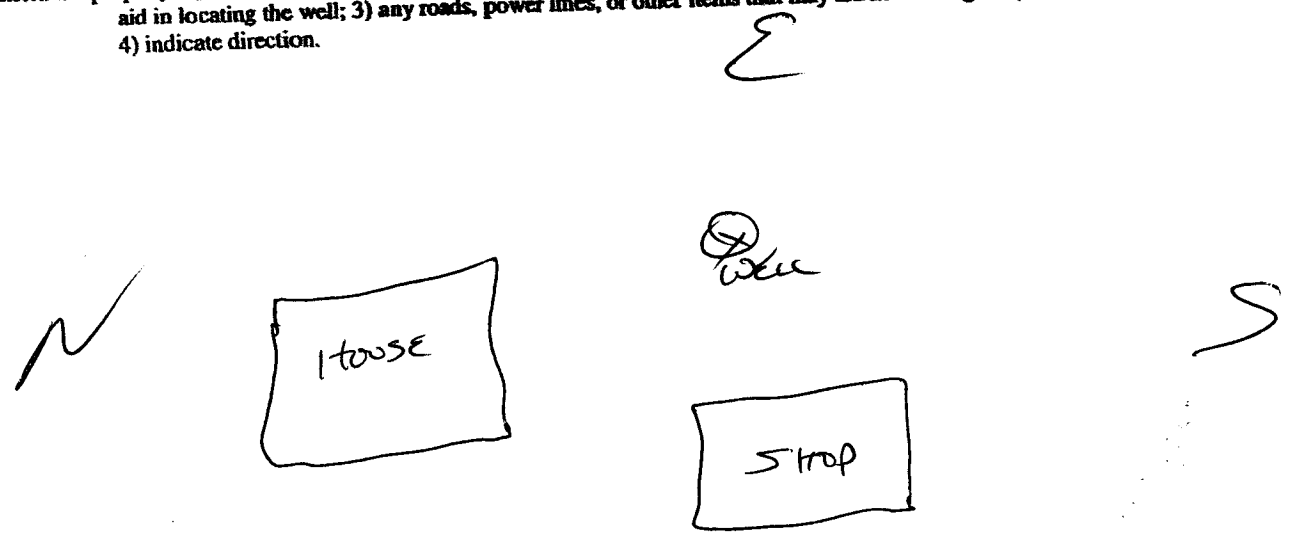 aid in locating the well; 3) any roads, power lines, or other items that may
4) indicate direction.
E
Well
N
House
S
Shop